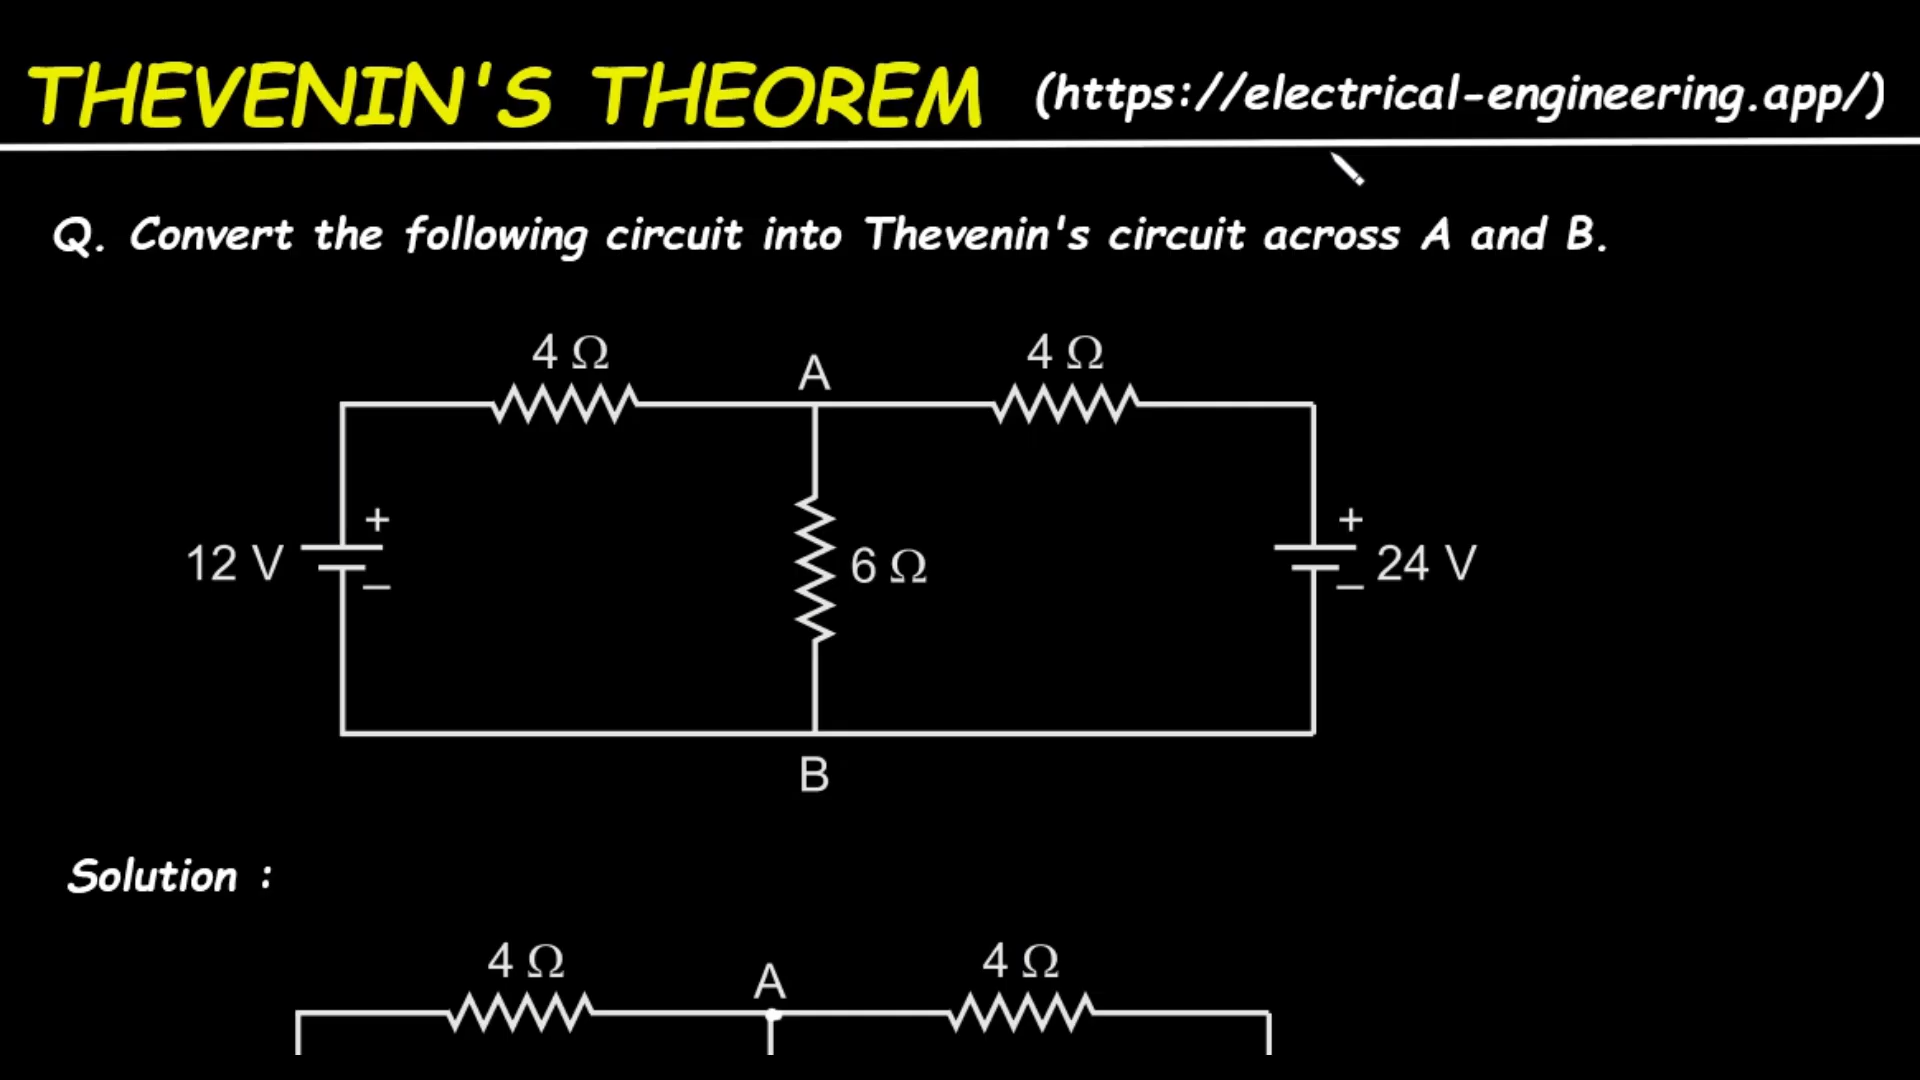 THEVENIN'S THEOREM (https://electrical-engineering.app/)
Q. Convert the following circuit into Thevenin's circuit across A and B.
4 Ω A 4 Ω
+ +
12 V 6 Ω 24 V
– –
B
Solution :
4 Ω A 4 Ω